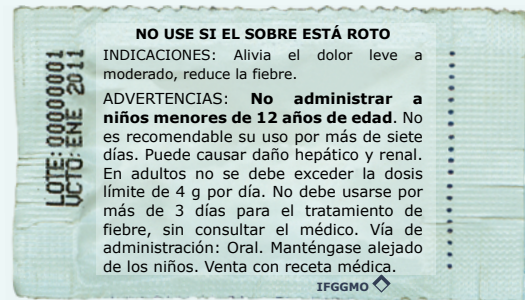 NO USE SI EL SOBRE ESTÁ ROTO
INDICACIONES: Alivia el dolor leve a
moderado, reduce la fiebre.
ADVERTENCIAS: No administrar a
niños menores de 12 años de edad. No
es recomendable su uso por más de siete
días. Puede causar daño hepático y renal.
En adultos no se debe exceder la dosis
límite de 4 g por día. No debe usarse por
más de 3 días para el tratamiento de
fiebre, sin consultar el médico. Vía de
administración: Oral. Manténgase alejado
de los niños. Venta con receta médica.
IFGGMO
LOTE: 00000001
VCTO: ENE 2011